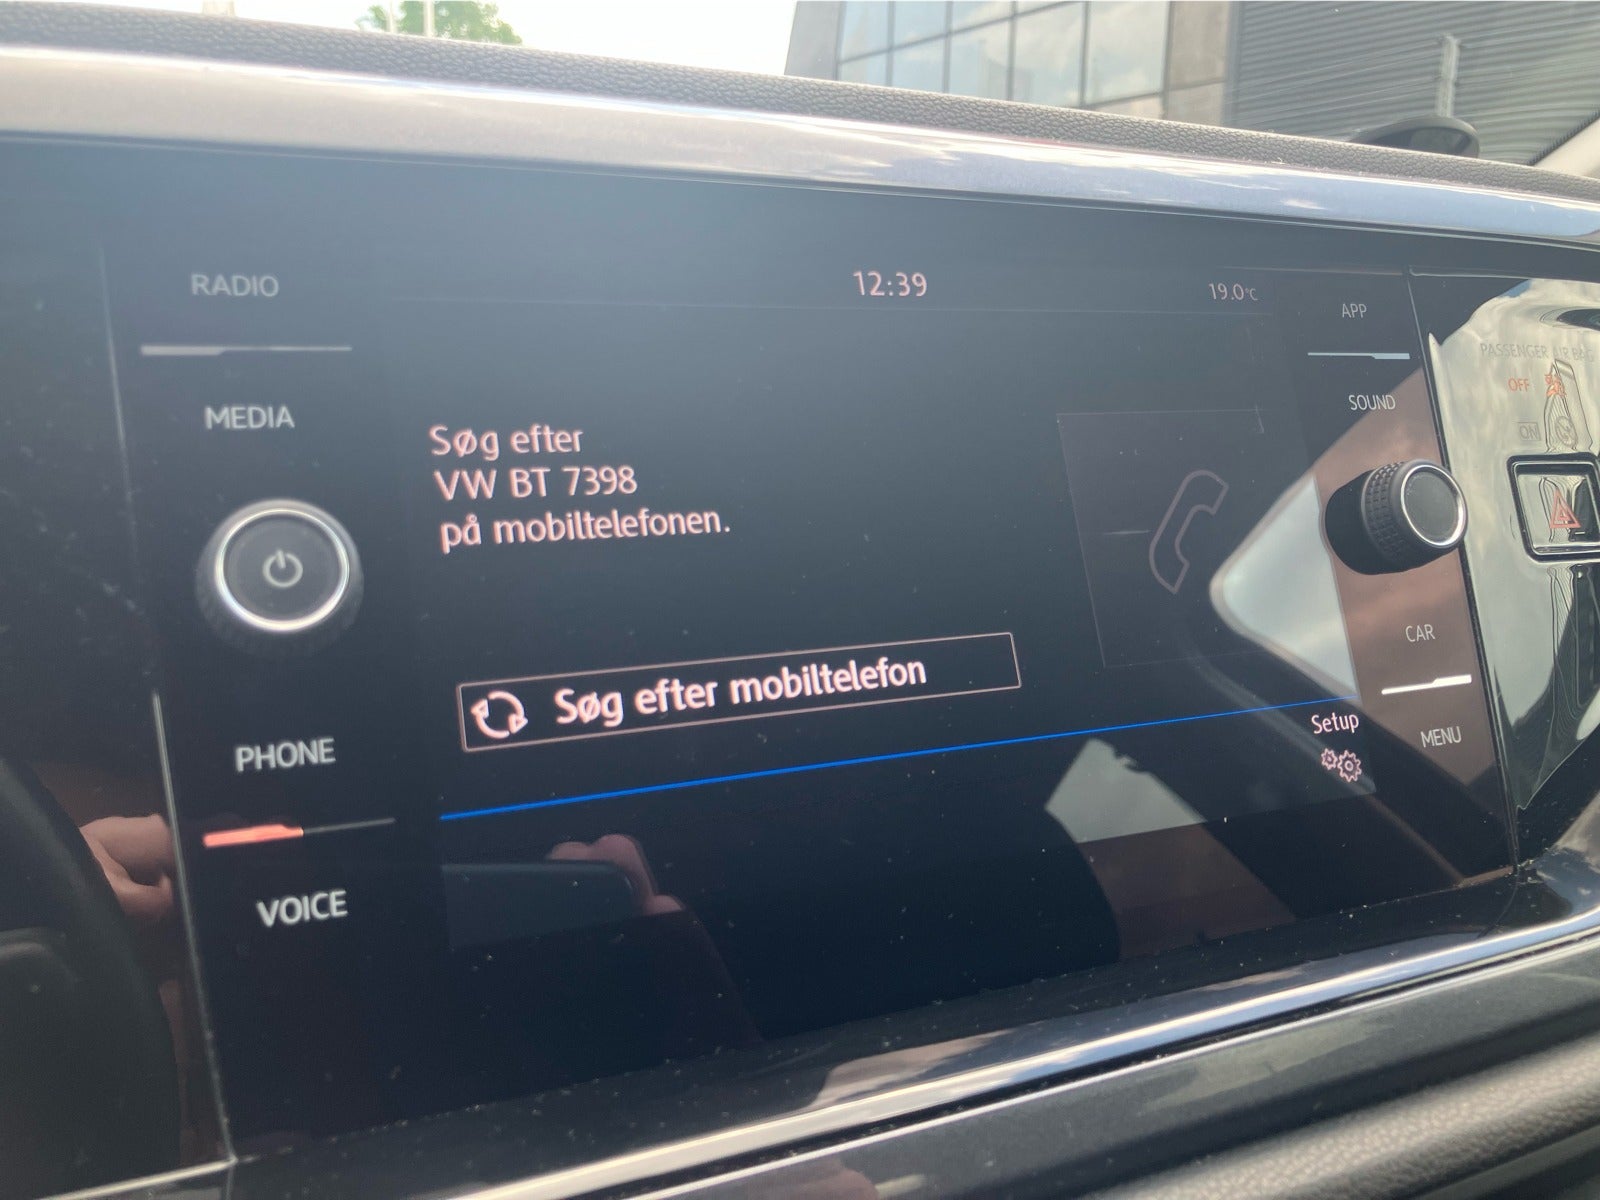 RADIO
12:39
19.0°C
APP
PASSENGER AIR BAG
OFF
ON
MEDIA
SOUND
Søg efter
VW BT 7398
på mobiltelefonen.
Søg efter mobiltelefon
CAR
Setup
MENU
PHONE
VOICE